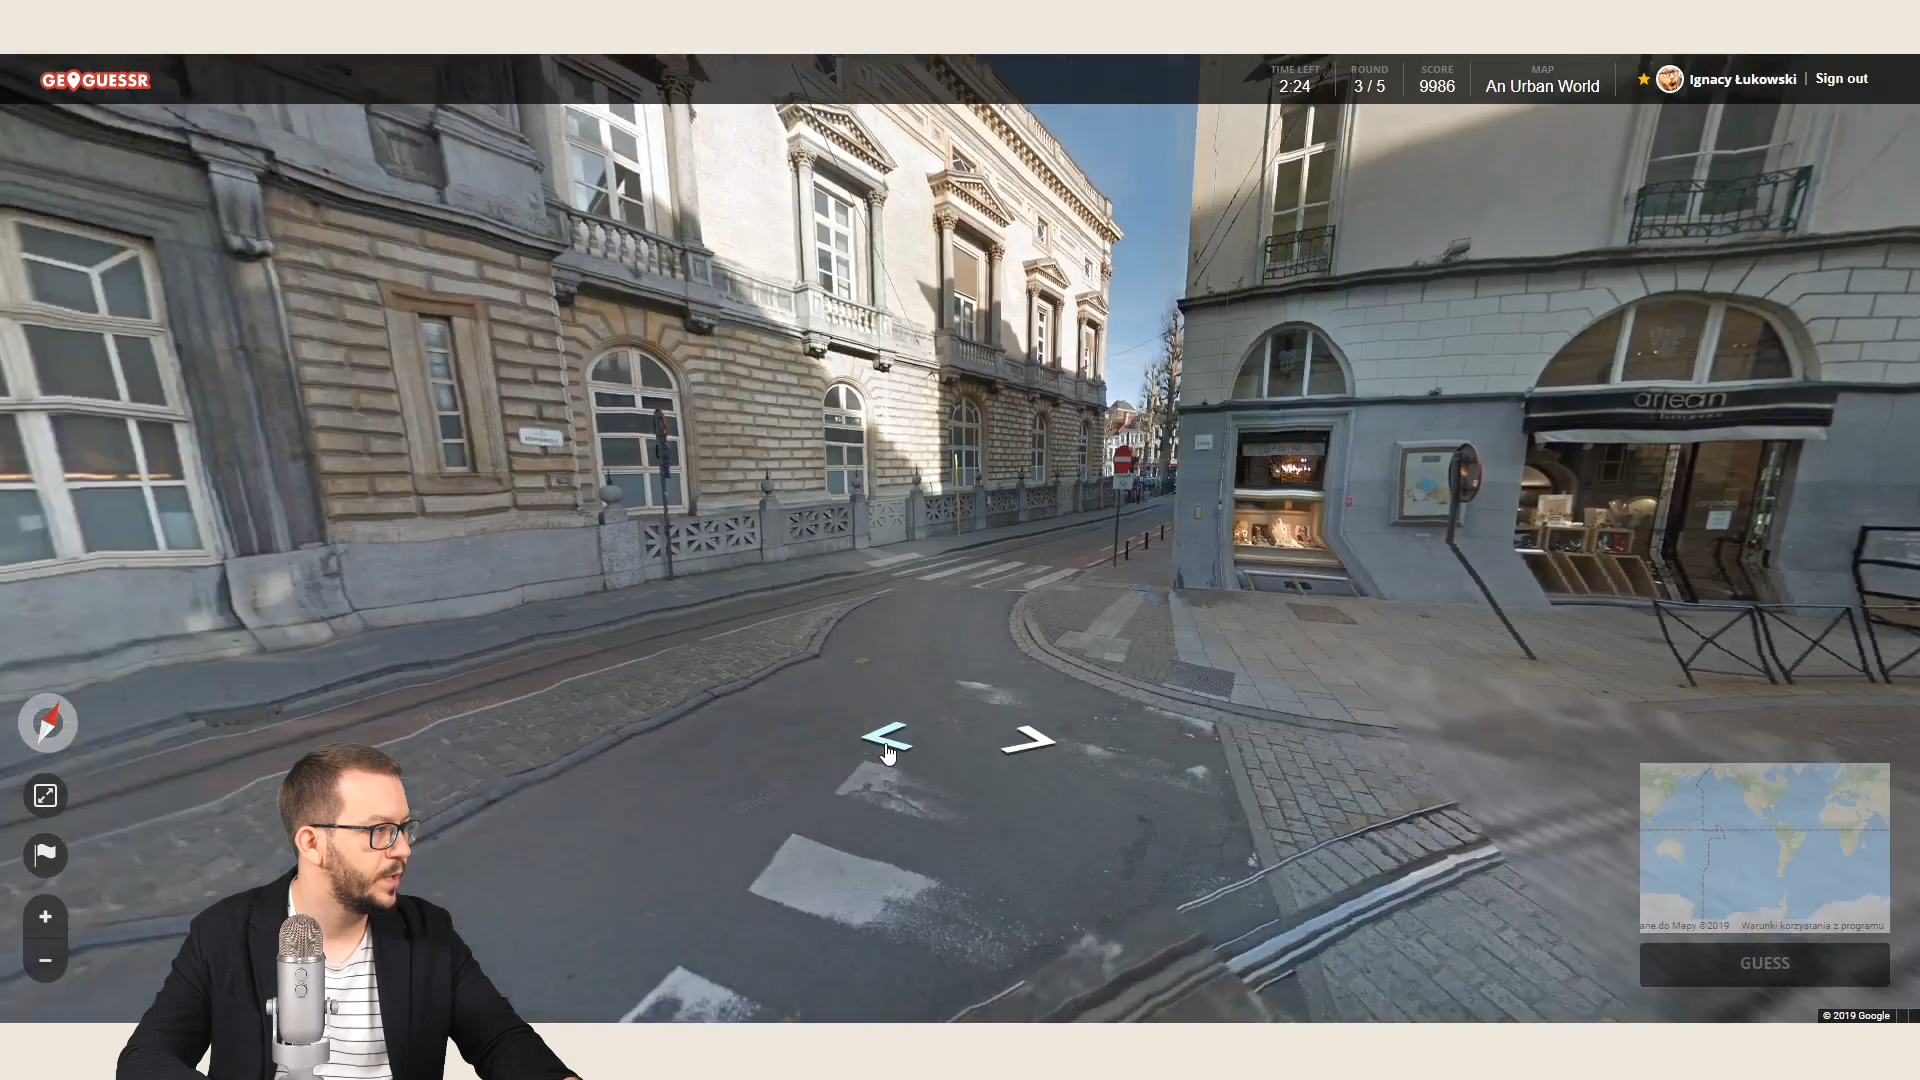 GEOGUESSR
TIME LEFT
2:24
ROUND
3 / 5
SCORE
9986
MAP
An Urban World
Ignacy Łukowski
Sign out
arjean
ane do Mapy ©2019
Warunki korzystania z programu
GUESS
© 2019 Google